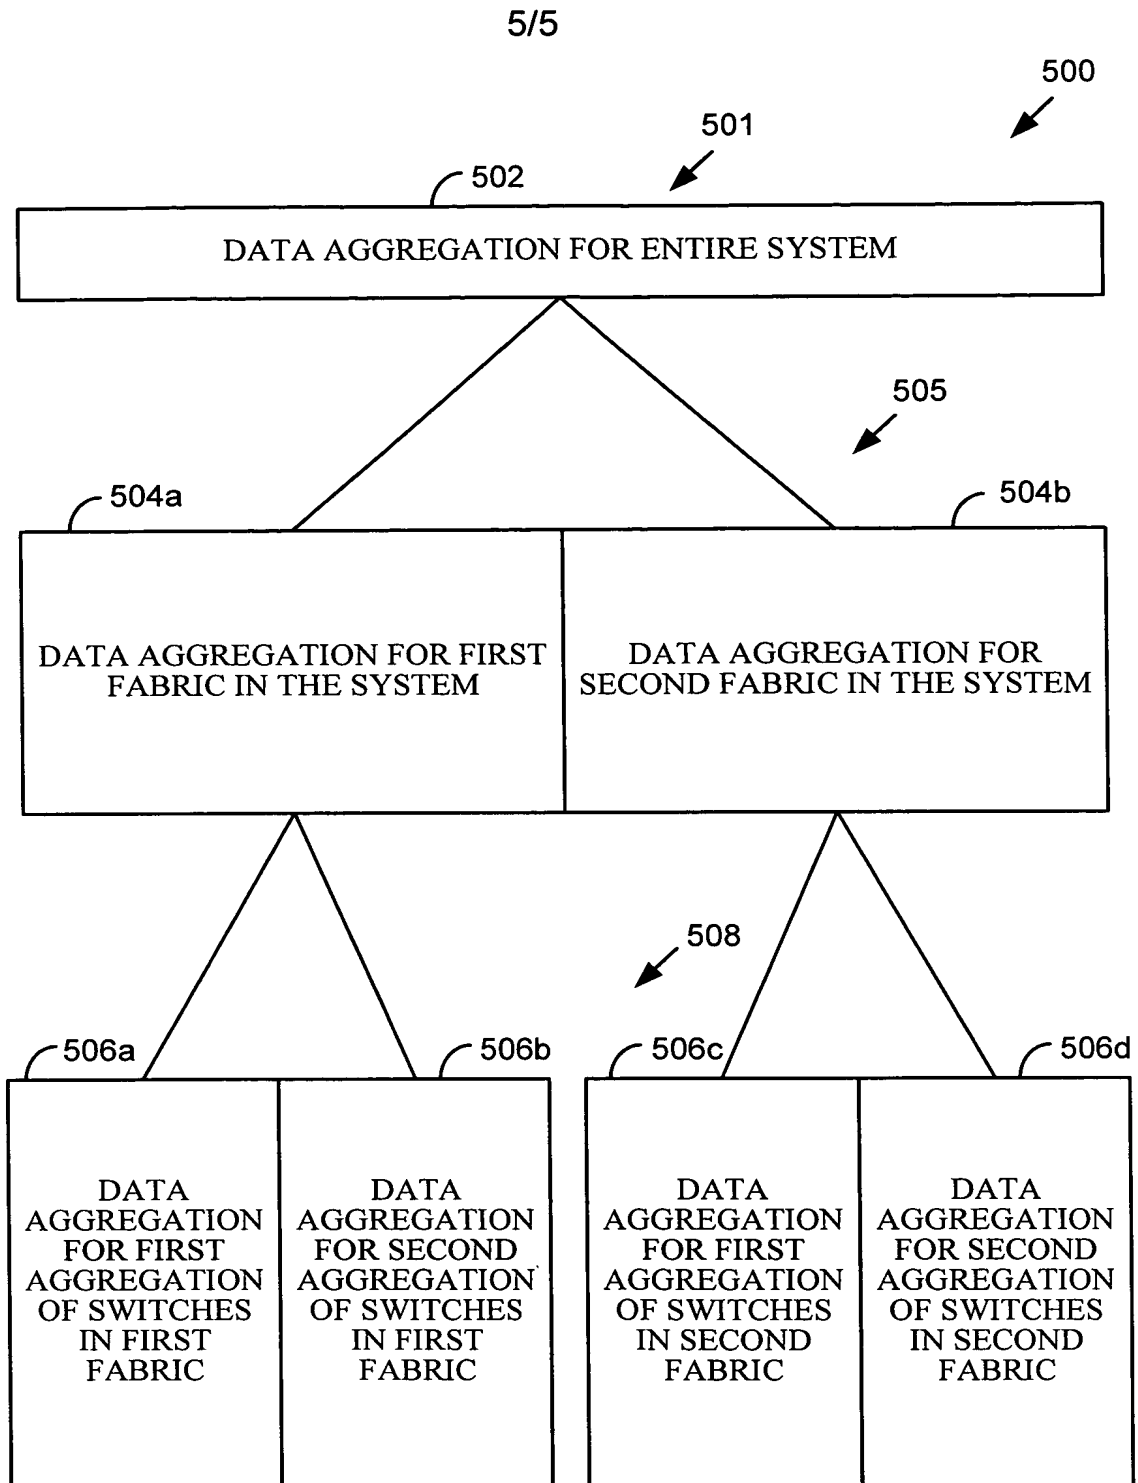 5/5
500
501
502
DATA AGGREGATION FOR ENTIRE SYSTEM
505
504a
504b
DATA AGGREGATION FOR FIRST
FABRIC IN THE SYSTEM
DATA AGGREGATION FOR
SECOND FABRIC IN THE SYSTEM
508
506a
506b
506c
506d
DATA
AGGREGATION
FOR FIRST
AGGREGATION
OF SWITCHES
IN FIRST
FABRIC
DATA
AGGREGATION
FOR SECOND
AGGREGATION
OF SWITCHES
IN FIRST
FABRIC
DATA
AGGREGATION
FOR FIRST
AGGREGATION
OF SWITCHES
IN SECOND
FABRIC
DATA
AGGREGATION
FOR SECOND
AGGREGATION
OF SWITCHES
IN SECOND
FABRIC